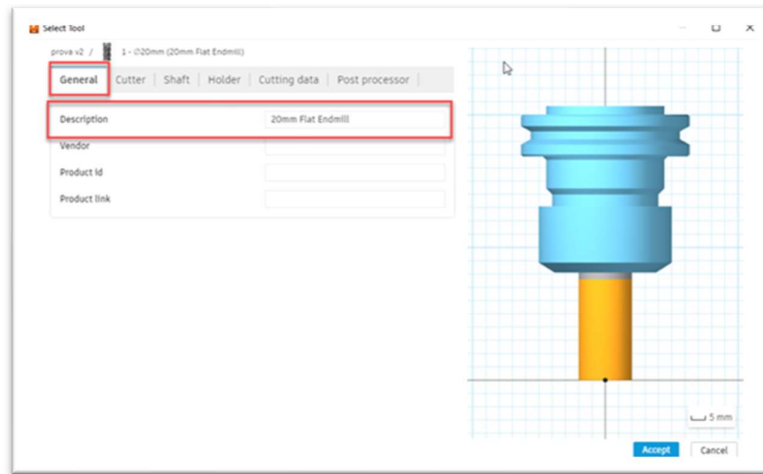 Select Tool
prova v2 / 1 - Ø20mm (20mm Flat Endmill)
General Cutter Shaft Holder Cutting data Post processor
Description 20mm Flat Endmill
Vendor
Product id
Product link
5 mm
Accept Cancel